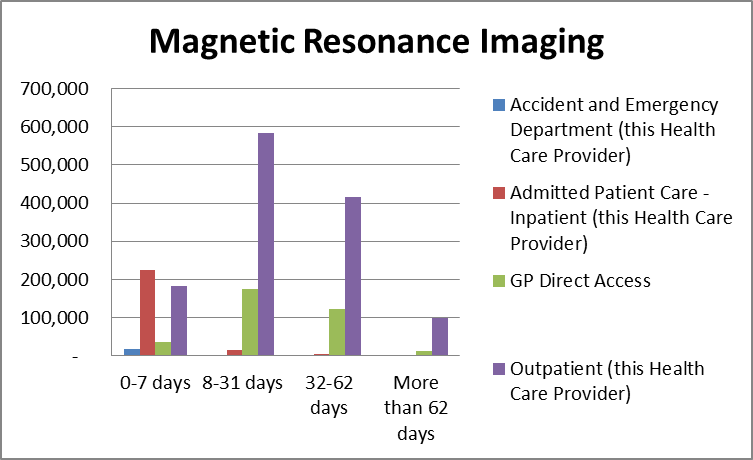 Magnetic Resonance Imaging
700,000
600,000
500,000
400,000
300,000
200,000
100,000
-
0-7 days
8-31 days
32-62
days
More
than 62
days
Accident and Emergency
Department (this Health
Care Provider)
Admitted Patient Care -
Inpatient (this Health Care
Provider)
GP Direct Access
Outpatient (this Health
Care Provider)